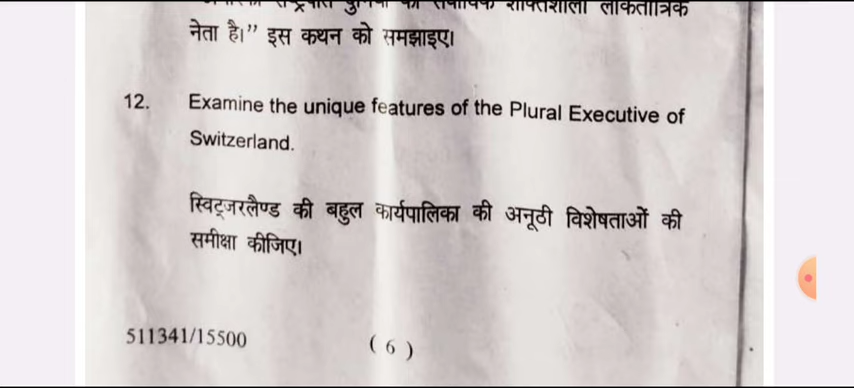 नेता है।” इस कथन को समझाइए।
12. Examine the unique features of the Plural Executive of
Switzerland.
स्विट्जरलैण्ड की बहुल कार्यपालिका की अनूठी विशेषताओं की
समीक्षा कीजिए।
511341/15500 ( 6 )